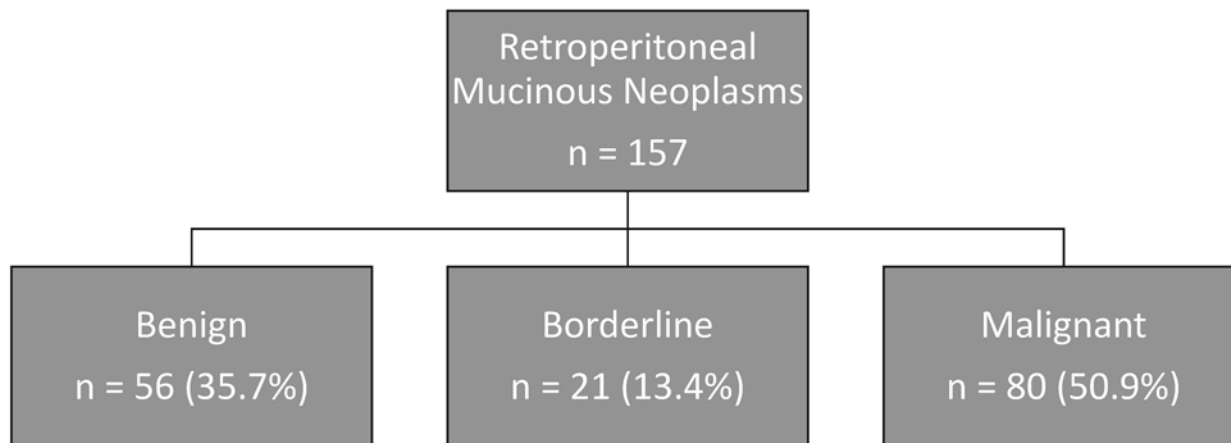 Retroperitoneal
Mucinous Neoplasms
n = 157
Benign
n = 56 (35.7%)
Borderline
n = 21 (13.4%)
Malignant
n = 80 (50.9%)